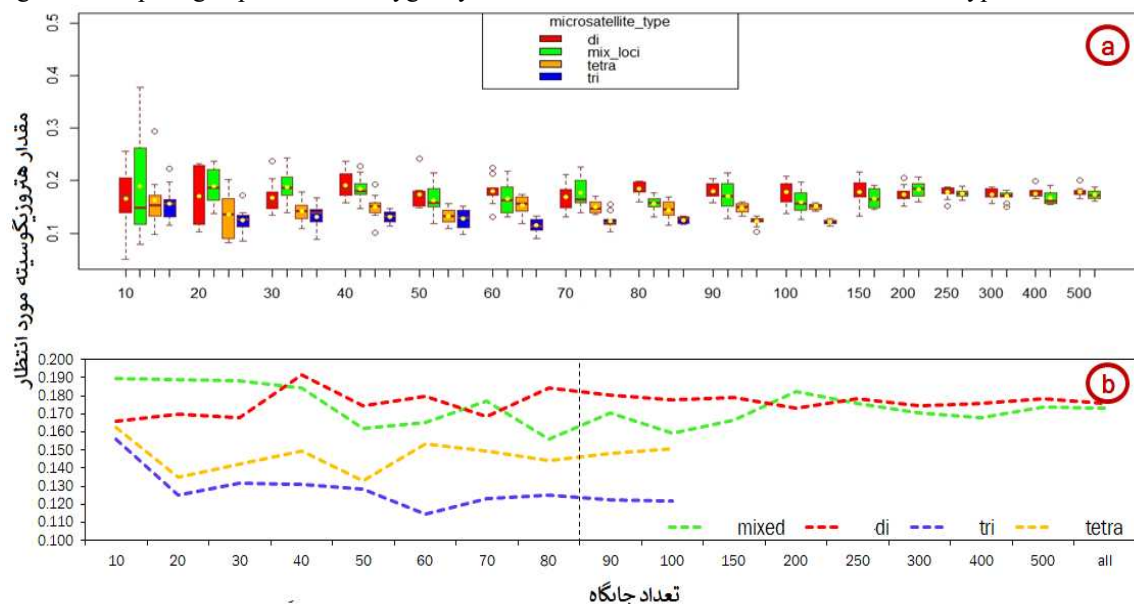 microsatellite_type
di
mix_loci
tetra
tri
a
0.5
0.4
0.3
0.2
0.1
10 20 30 40 50 60 70 80 90 100 150 200 250 300 400 500
مقدار هتروزیگوسیته مورد انتظار
b
0.200
0.190
0.180
0.170
0.160
0.150
0.140
0.130
0.120
0.110
0.100
mixed di tri tetra
10 20 30 40 50 60 70 80 90 100 150 200 250 300 400 500 all
تعداد جایگاه